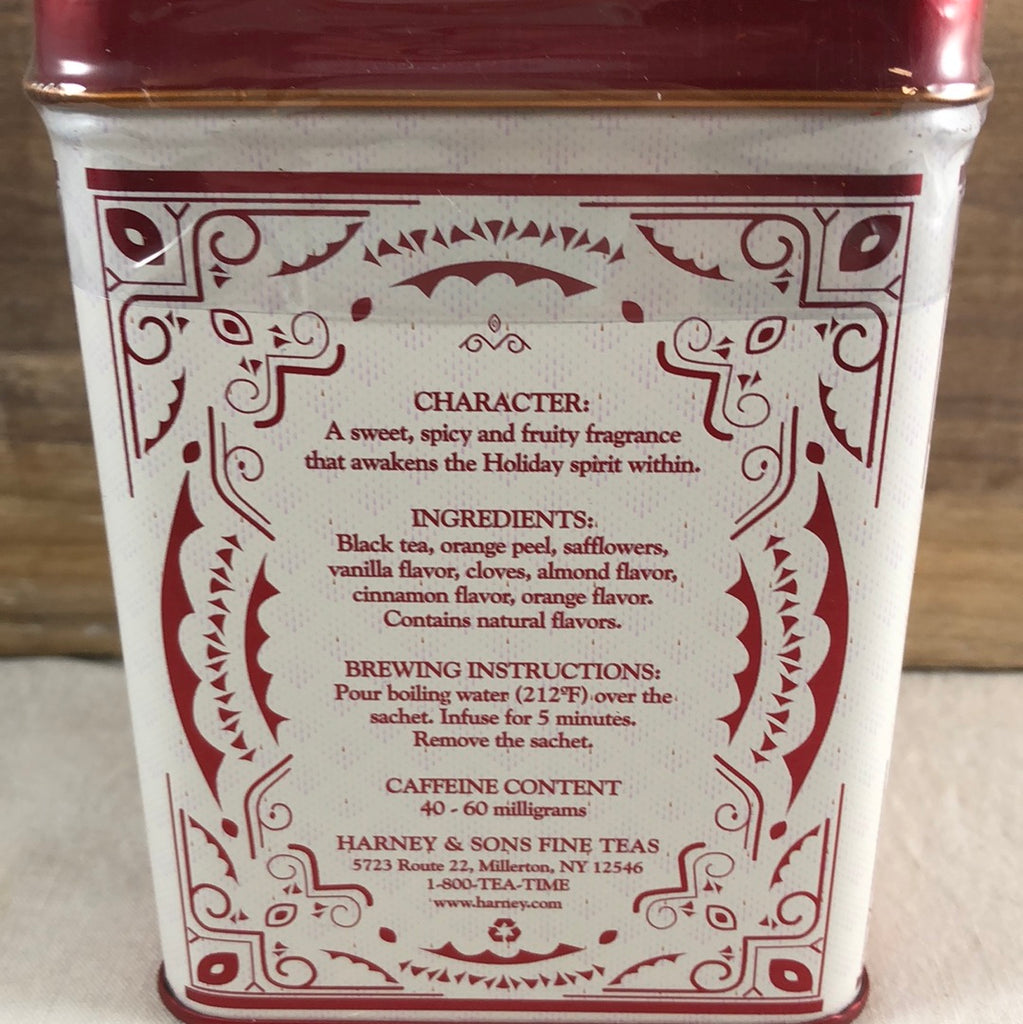 CHARACTER:
A sweet, spicy and fruity fragrance
that awakens the Holiday spirit within.
INGREDIENTS:
Black tea, orange peel, safflowers,
vanilla flavor, cloves, almond flavor,
cinnamon flavor, orange flavor.
Contains natural flavors.
BREWING INSTRUCTIONS:
Pour boiling water (212ºF) over the
sachet. Infuse for 5 minutes.
Remove the sachet.
CAFFEINE CONTENT
40 - 60 milligrams
HARNEY & SONS FINE TEAS
5723 Route 22, Millerton, NY 12546
1-800-TEA-TIME
www.harney.com